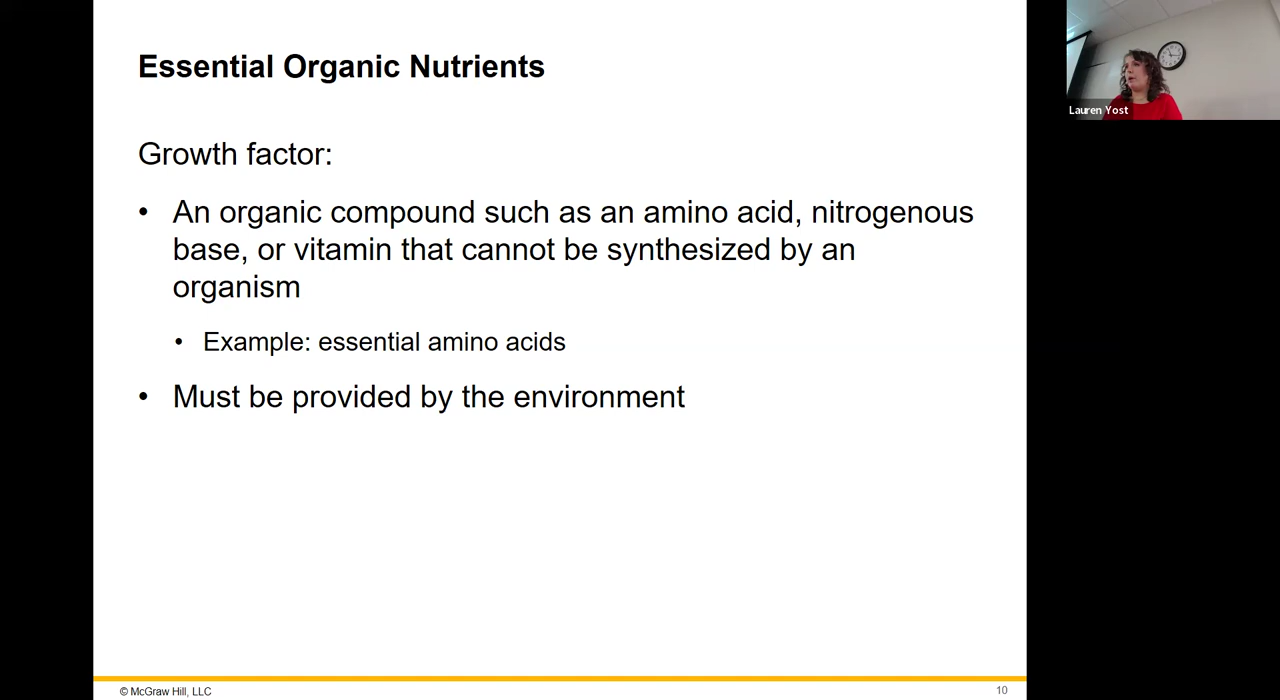 Essential Organic Nutrients
Growth factor:
• An organic compound such as an amino acid, nitrogenous
base, or vitamin that cannot be synthesized by an
organism
• Example: essential amino acids
• Must be provided by the environment
© McGraw Hill, LLC
10
Lauren Yost